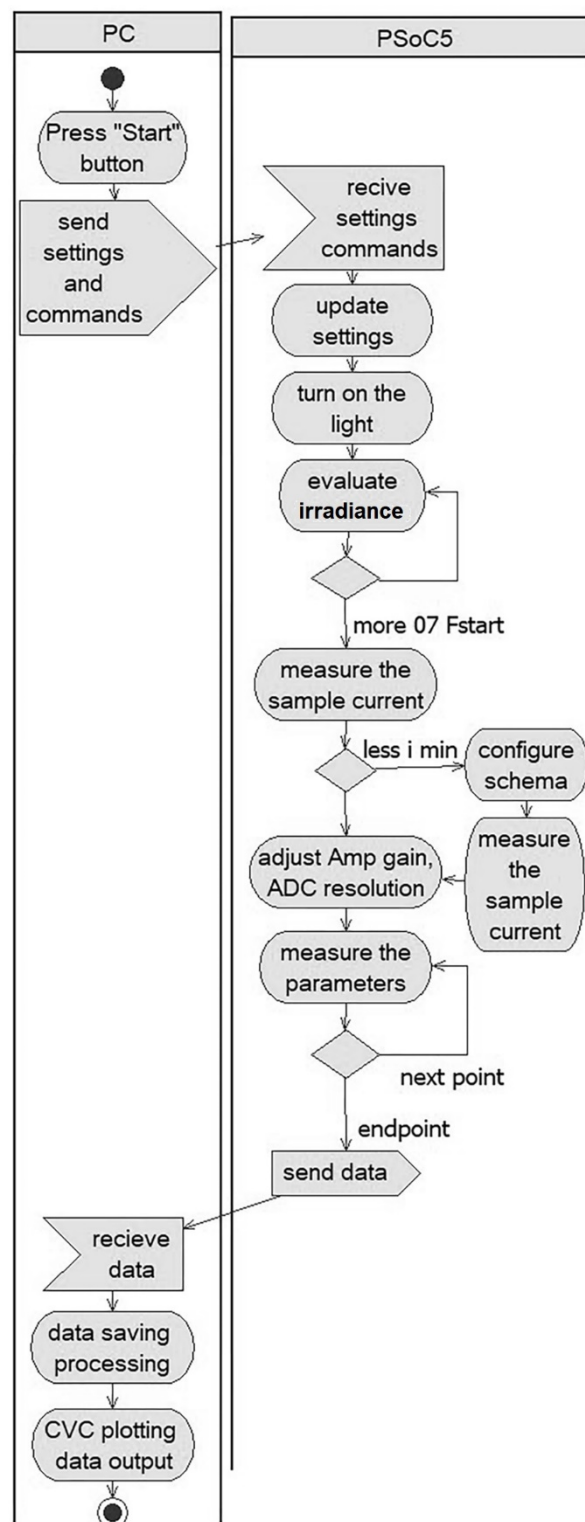 PC
PSoC5
Press "Start"
button
send
settings
and
commands
recive
settings
commands
update
settings
turn on the
light
evaluate
irradiance
more 07 Fstart
measure the
sample current
less i min
configure
schema
measure
the
sample
current
adjust Amp gain,
ADC resolution
measure the
parameters
next point
endpoint
send data
recieve
data
data saving
processing
CVC plotting
data output